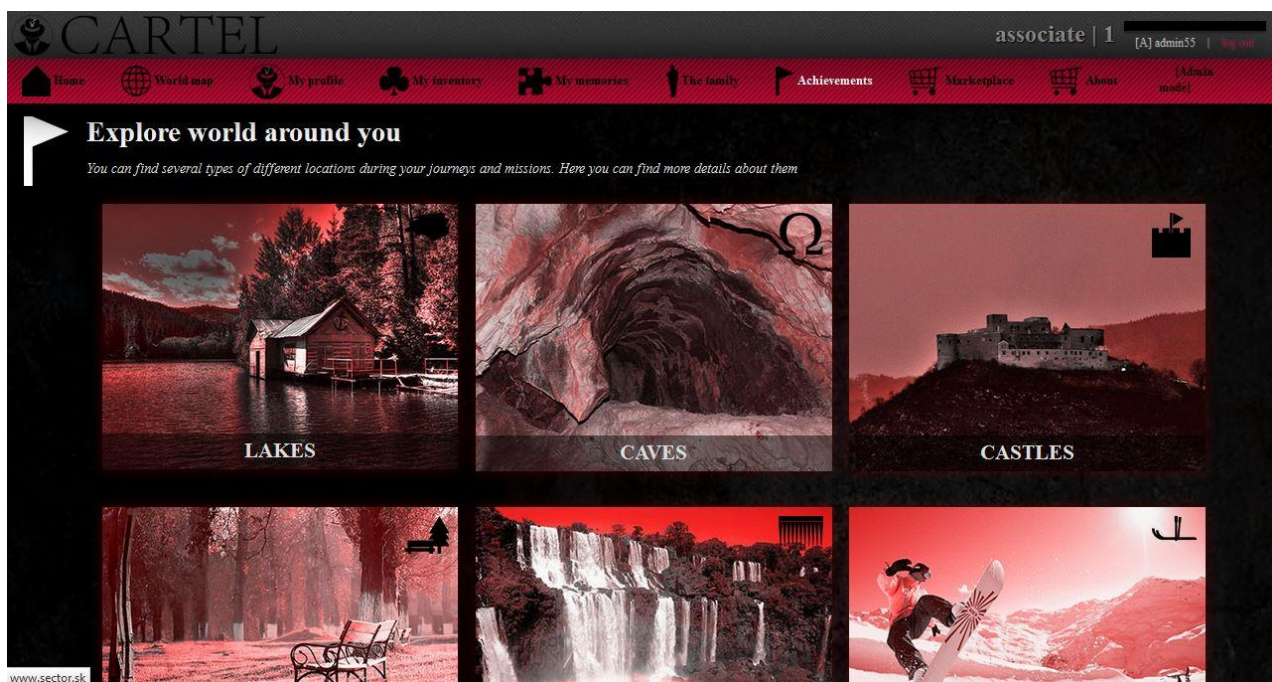 CARTEL
associate | 1
[A] admin55 | log out
Home
World map
My profile
My inventory
My memories
The family
Achievements
Marketplace
About
[Admin
mode]
Explore world around you
You can find several types of different locations during your journeys and missions. Here you can find more details about them
Ω
LAKES
CAVES
CASTLES
www.sector.sk